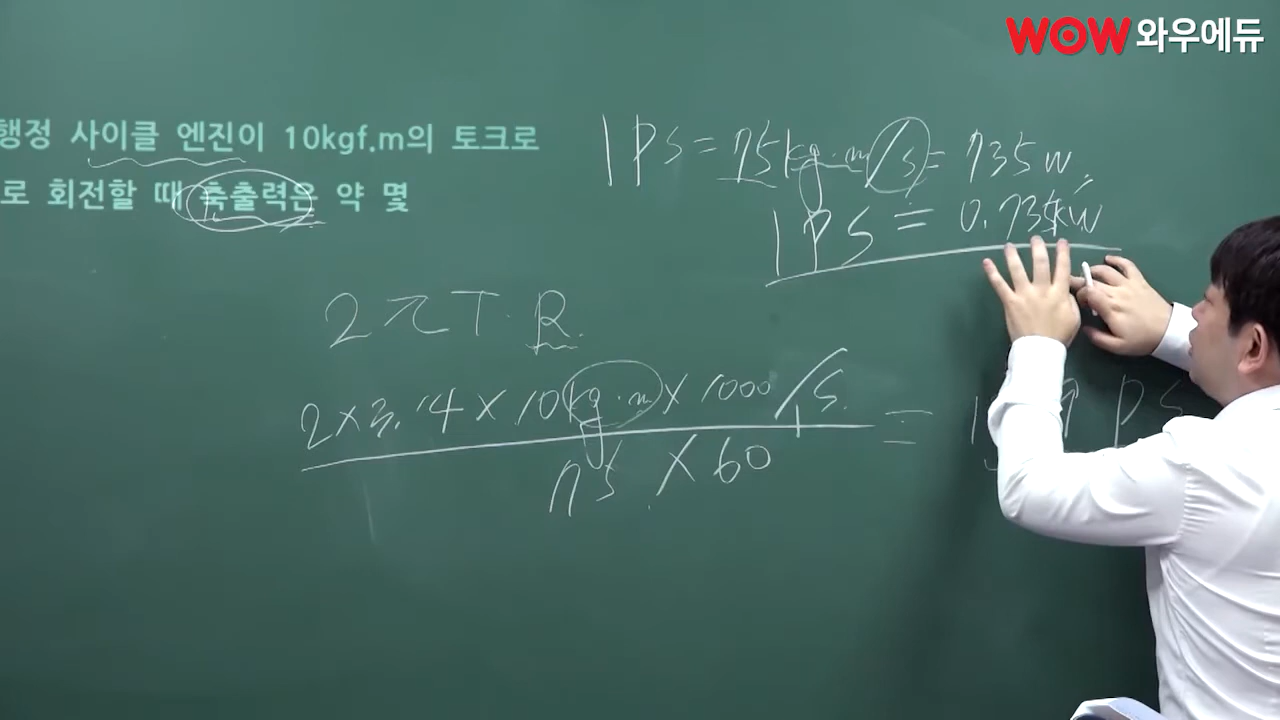 WOW 와우에듀
행정 사이클 엔진이 10kgf.m의 토크로
로 회전할 때 축출력은 약 몇
1PS = 75kg·m/s = 735W.
1PS = 0.735kW
2πT·R.
2×3.14×10kg·m×1000/S.
75×60
=
PS